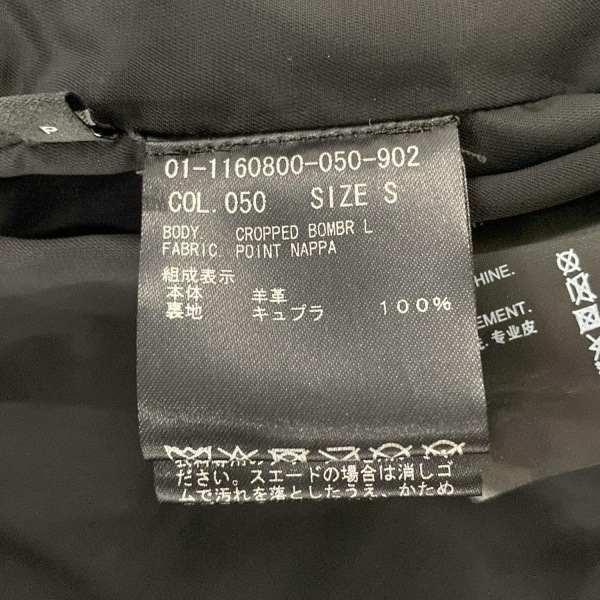 P
01-1160800-050-902
COL. 050 SIZE S
BODY. CROPPED BOMBR L
FABRIC. POINT NAPPA
組成表示
本体 羊革
裏地 キュプラ 100%
ださい。スエードの場合は消しゴ
ムで汚れを落としたうえ、かため
HINE.
EMENT.
专业皮